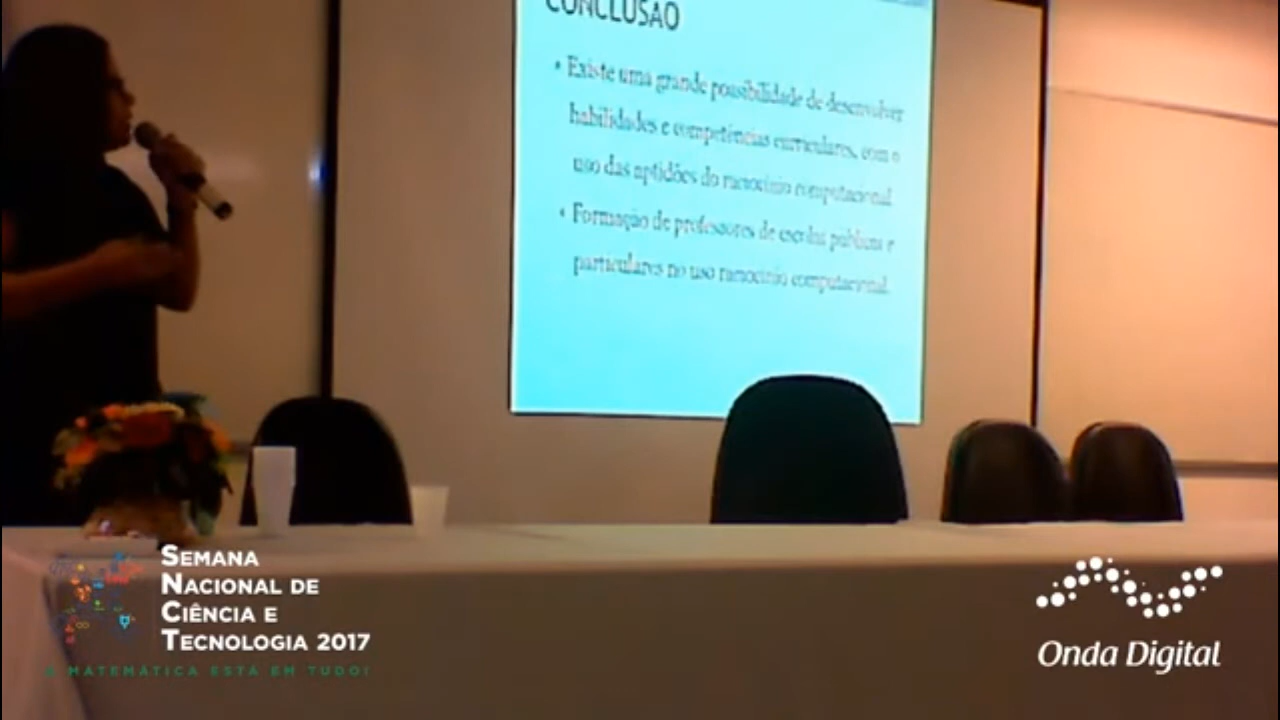 CONCLUSÃO
• Existe uma grande possibilidade de desenvolver
habilidades e competências curriculares, com o
uso das aptidões do raciocínio computacional.
• Formação de professores de escolas públicas e
particulares no uso raciocínio computacional.
SEMANA
NACIONAL DE
CIÊNCIA E
TECNOLOGIA 2017
A MATEMÁTICA ESTÁ EM TUDO!
Onda Digital